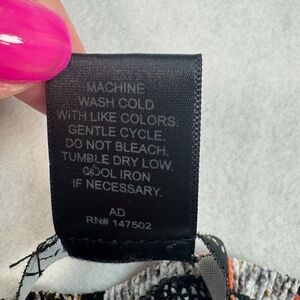 MACHINE
WASH COLD
WITH LIKE COLORS.
GENTLE CYCLE.
DO NOT BLEACH.
TUMBLE DRY LOW.
COOL IRON
IF NECESSARY.
AD
RN# 147502